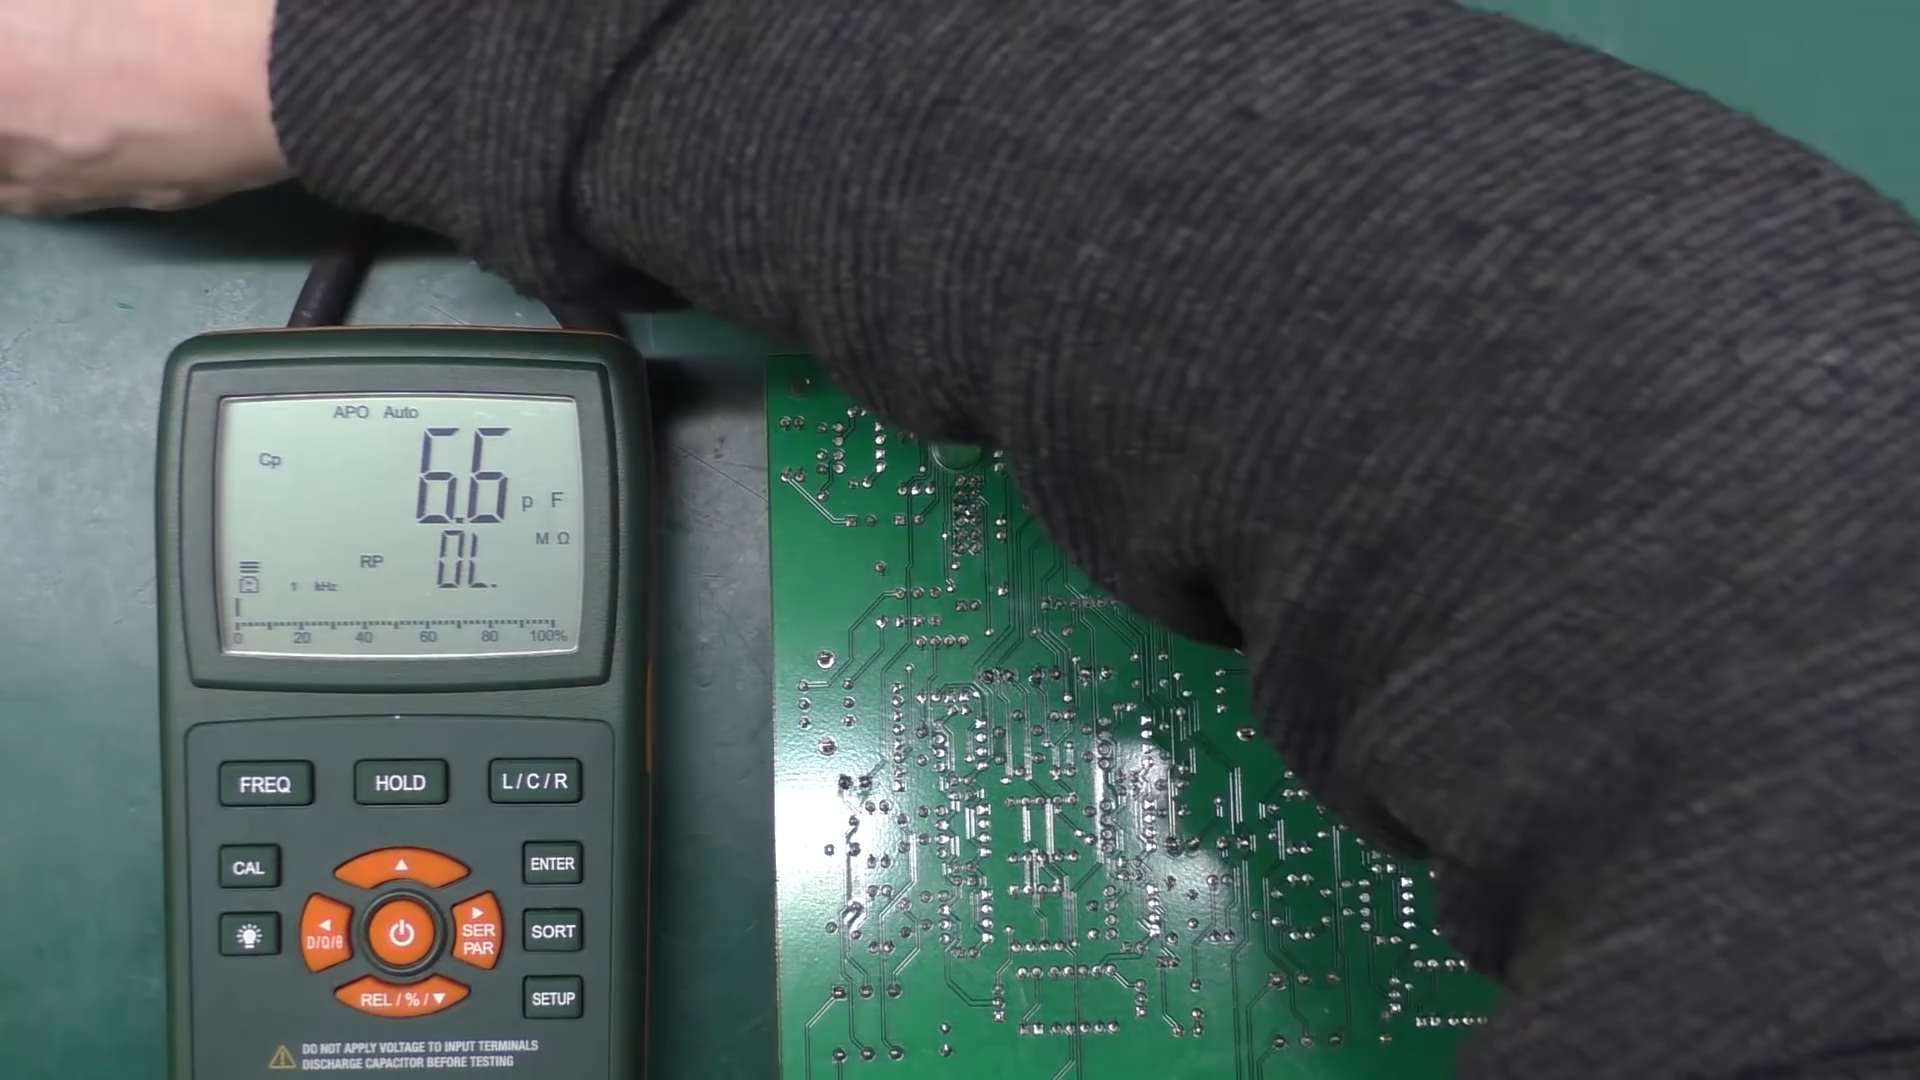 APO Auto
Cp
6.6 p F
M Ω
RP 0L.
1 kHz
0 20 40 60 80 100%
FREQ HOLD L/C/R
CAL ▲ ENTER
◀ D/Q/θ ▶ SER PAR SORT
REL / % / ▼ SETUP
DO NOT APPLY VOLTAGE TO INPUT TERMINALS
DISCHARGE CAPACITOR BEFORE TESTING